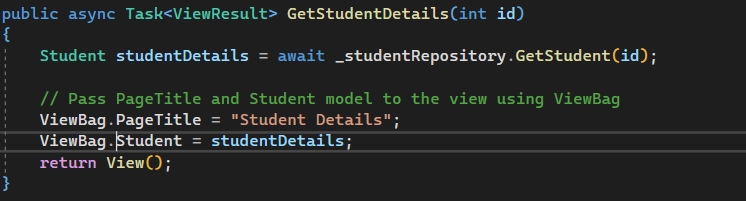 public async Task<ViewResult> GetStudentDetails(int id)
{
    Student studentDetails = await _studentRepository.GetStudent(id);
    // Pass PageTitle and Student model to the view using ViewBag
    ViewBag.PageTitle = "Student Details";
    ViewBag.Student = studentDetails;
    return View();
}